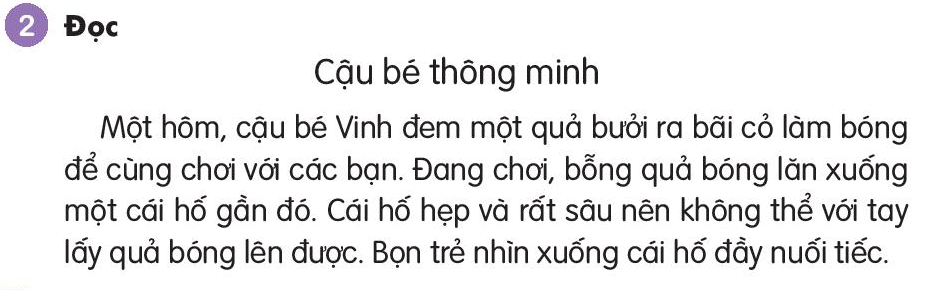 2 Đọc
Cậu bé thông minh
Một hôm, cậu bé Vinh đem một quả bưởi ra bãi cỏ làm bóng
để cùng chơi với các bạn. Đang chơi, bỗng quả bóng lăn xuống
một cái hố gần đó. Cái hố hẹp và rất sâu nên không thể với tay
lấy quả bóng lên được. Bọn trẻ nhìn xuống cái hố đầy nuối tiếc.